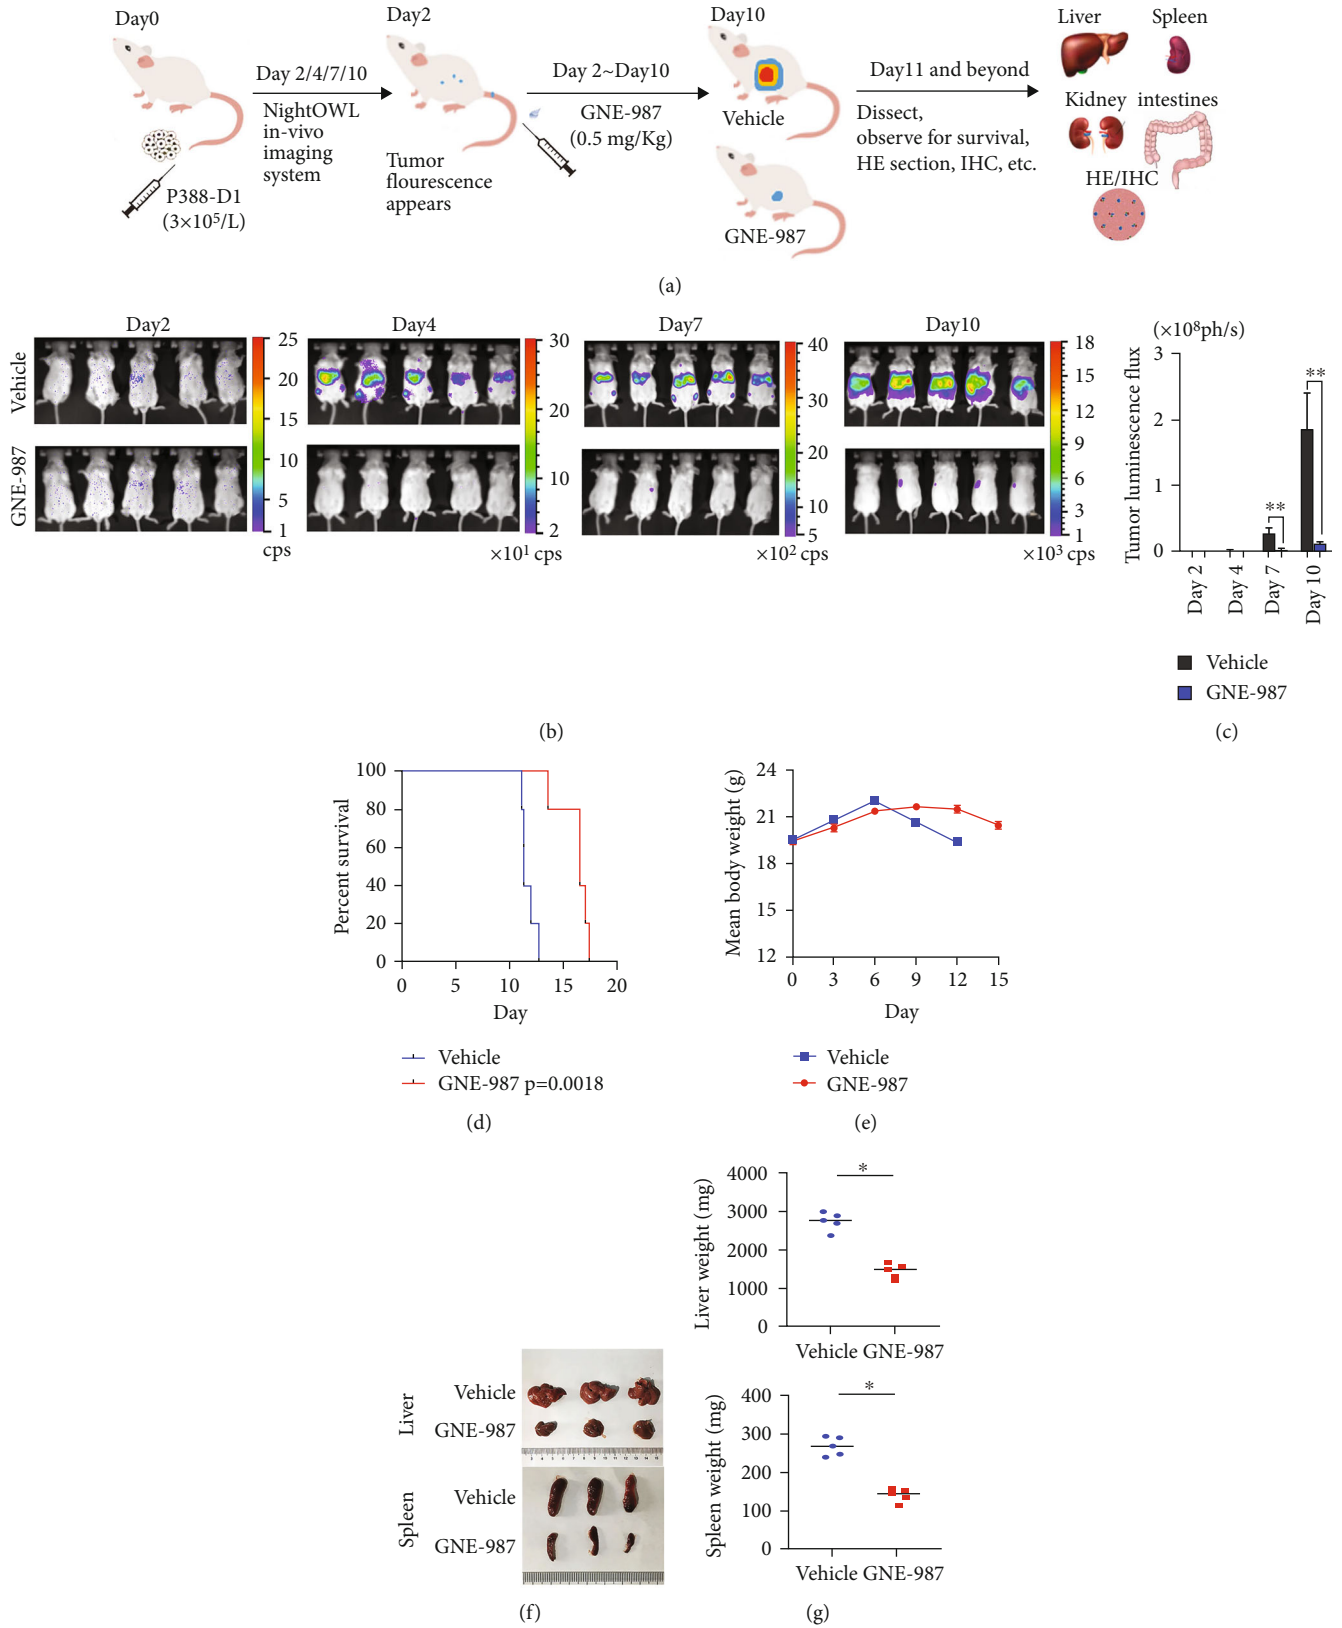 Day0
Day 2/4/7/10
NightOWL
in-vivo
imaging
system
P388-D1
(3×10⁵/L)
Day2
Tumor
flourescence
appears
Day 2~Day10
GNE-987
(0.5 mg/Kg)
Day10
Vehicle
GNE-987
Day11 and beyond
Dissect,
observe for survival,
HE section, IHC, etc.
Liver
Spleen
Kidney
intestines
HE/IHC
(a)
Day2
Day4
Day7
Day10
Vehicle
GNE-987
25
20
15
10
5
1
cps
30
20
10
2
×10¹ cps
40
30
20
10
5
×10² cps
18
15
12
9
6
3
1
×10³ cps
(b)
(×10⁸ph/s)
Tumor luminescence flux
3
2
1
0
**
**
Day 2
Day 4
Day 7
Day 10
Vehicle
GNE-987
(c)
Percent survival
100
80
60
40
20
0
0 5 10 15 20
Day
Vehicle
GNE-987 p=0.0018
(d)
Mean body weight (g)
24
21
18
15
12
0 3 6 9 12 15
Day
Vehicle
GNE-987
(e)
Liver
Vehicle
GNE-987
Spleen
Vehicle
GNE-987
(f)
Liver weight (mg)
4000
3000
2000
1000
0
*
Vehicle GNE-987
Spleen weight (mg)
400
300
200
100
0
*
Vehicle GNE-987
(g)